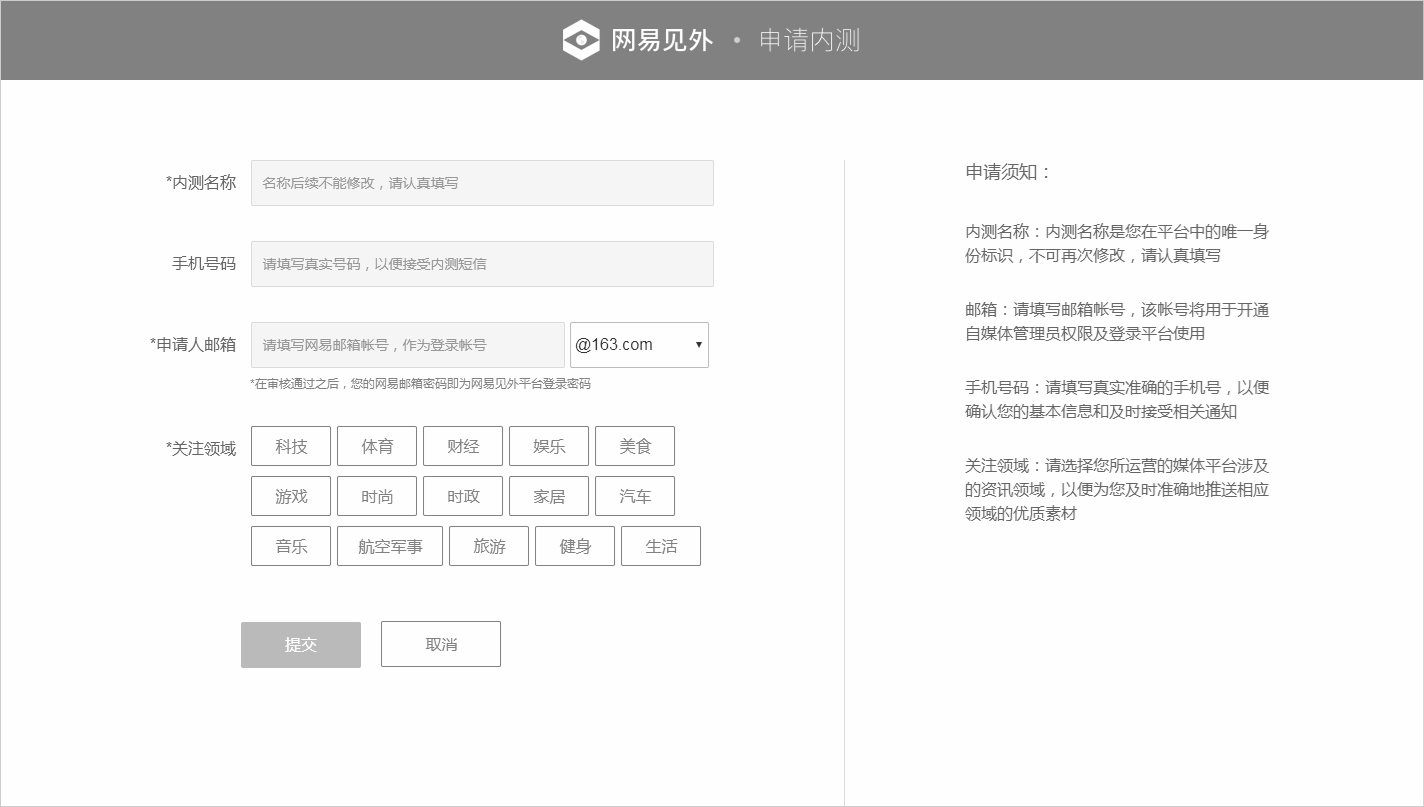 网易见外 • 申请内测
*内测名称 名称后续不能修改，请认真填写
手机号码 请填写真实号码，以便接受内测短信
*申请人邮箱 请填写网易邮箱帐号，作为登录帐号 @163.com
*在审核通过之后，您的网易邮箱密码即为网易见外平台登录密码
*关注领域 科技 体育 财经 娱乐 美食
游戏 时尚 时政 家居 汽车
音乐 航空军事 旅游 健身 生活
提交 取消
申请须知：
内测名称：内测名称是您在平台中的唯一身
份标识，不可再次修改，请认真填写
邮箱：请填写邮箱帐号，该帐号将用于开通
自媒体管理员权限及登录平台使用
手机号码：请填写真实准确的手机号，以便
确认您的基本信息和及时接受相关通知
关注领域：请选择您所运营的媒体平台涉及
的资讯领域，以便为您及时准确地推送相应
领域的优质素材